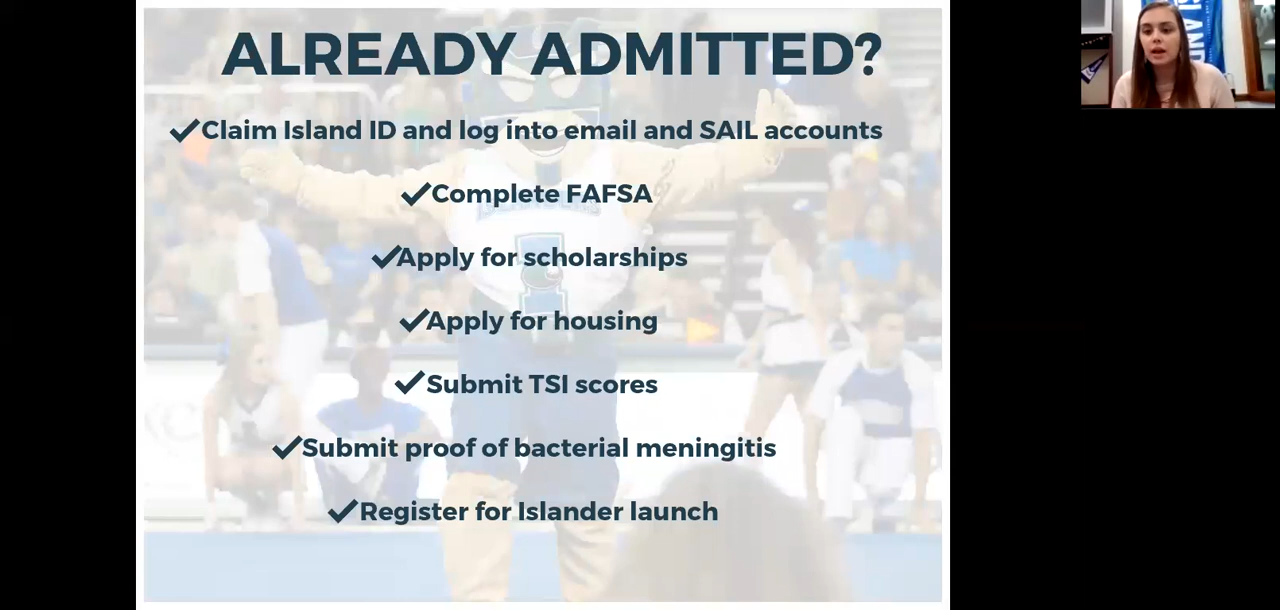 ALREADY ADMITTED?
✔Claim Island ID and log into email and SAIL accounts
✔Complete FAFSA
✔Apply for scholarships
✔Apply for housing
✔Submit TSI scores
✔Submit proof of bacterial meningitis
✔Register for Islander launch